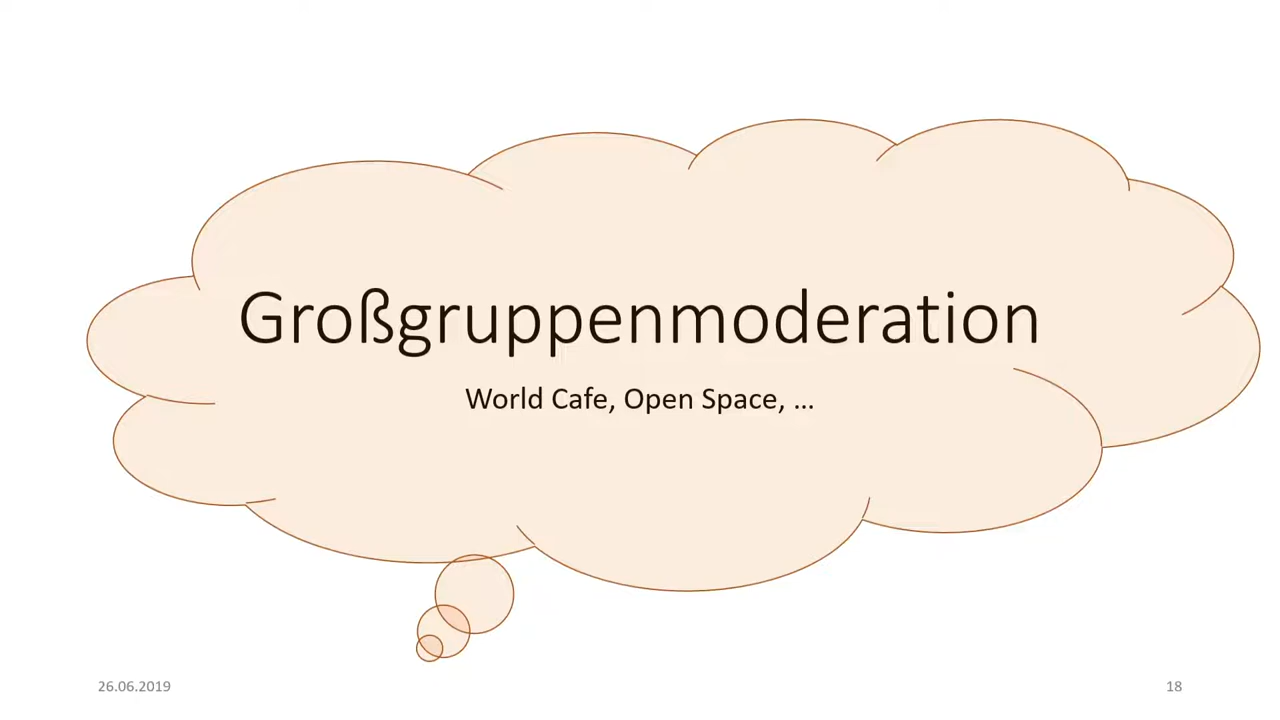 Großgruppenmoderation
World Cafe, Open Space, ...
26.06.2019
18